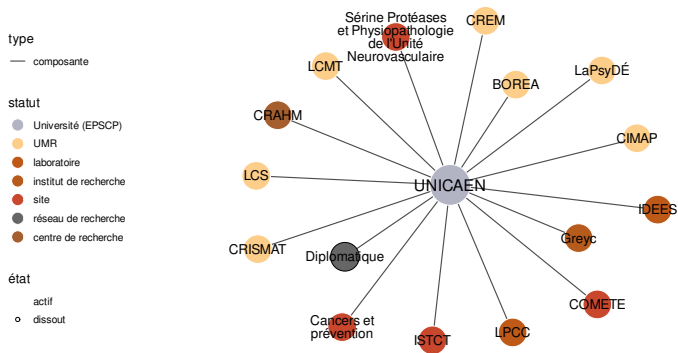 type
composante
statut
Université (EPSCP)
UMR
laboratoire
institut de recherche
site
réseau de recherche
centre de recherche
état
actif
dissout
Sérine Protéases
et Physiopathologie
de l'Unité
Neurovasculaire
CREM
LCMT
BOREA
LaPsyDÉ
CRAHM
CIMAP
LCS
UNICAEN
IDEES
CRISMAT
Diplomatique
Greyc
COMETE
Cancers et
prévention
ISTCT
LPCC